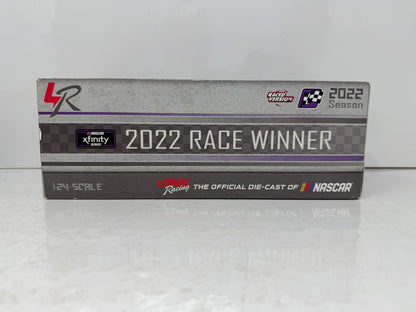 LR
RACED VERSION
2022 Season
NASCAR
xfinity
SERIES
2022 RACE WINNER
1:24 SCALE
Lionel Racing THE OFFICIAL DIE-CAST OF NASCAR